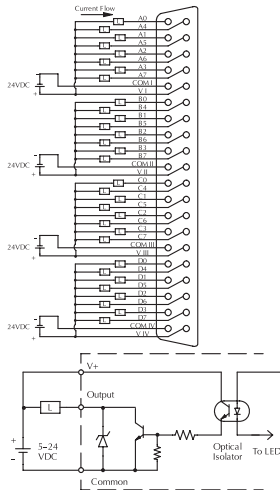 Current Flow
L A0
L A4
L A1
L A5
L A2
L A6
L A3
L A7
24VDC - + COM I
V I
L B0
L B4
L B1
L B5
L B2
L B6
L B3
L B7
24VDC - + COM II
V II
L C0
L C4
L C1
L C5
L C2
L C6
L C3
L C7
24VDC - + COM III
V III
L D0
L D4
L D1
L D5
L D2
L D6
L D3
L D7
24VDC - + COM IV
V IV
V+
Output
L
+
5–24
-
VDC
Optical
Isolator
To LED
Common